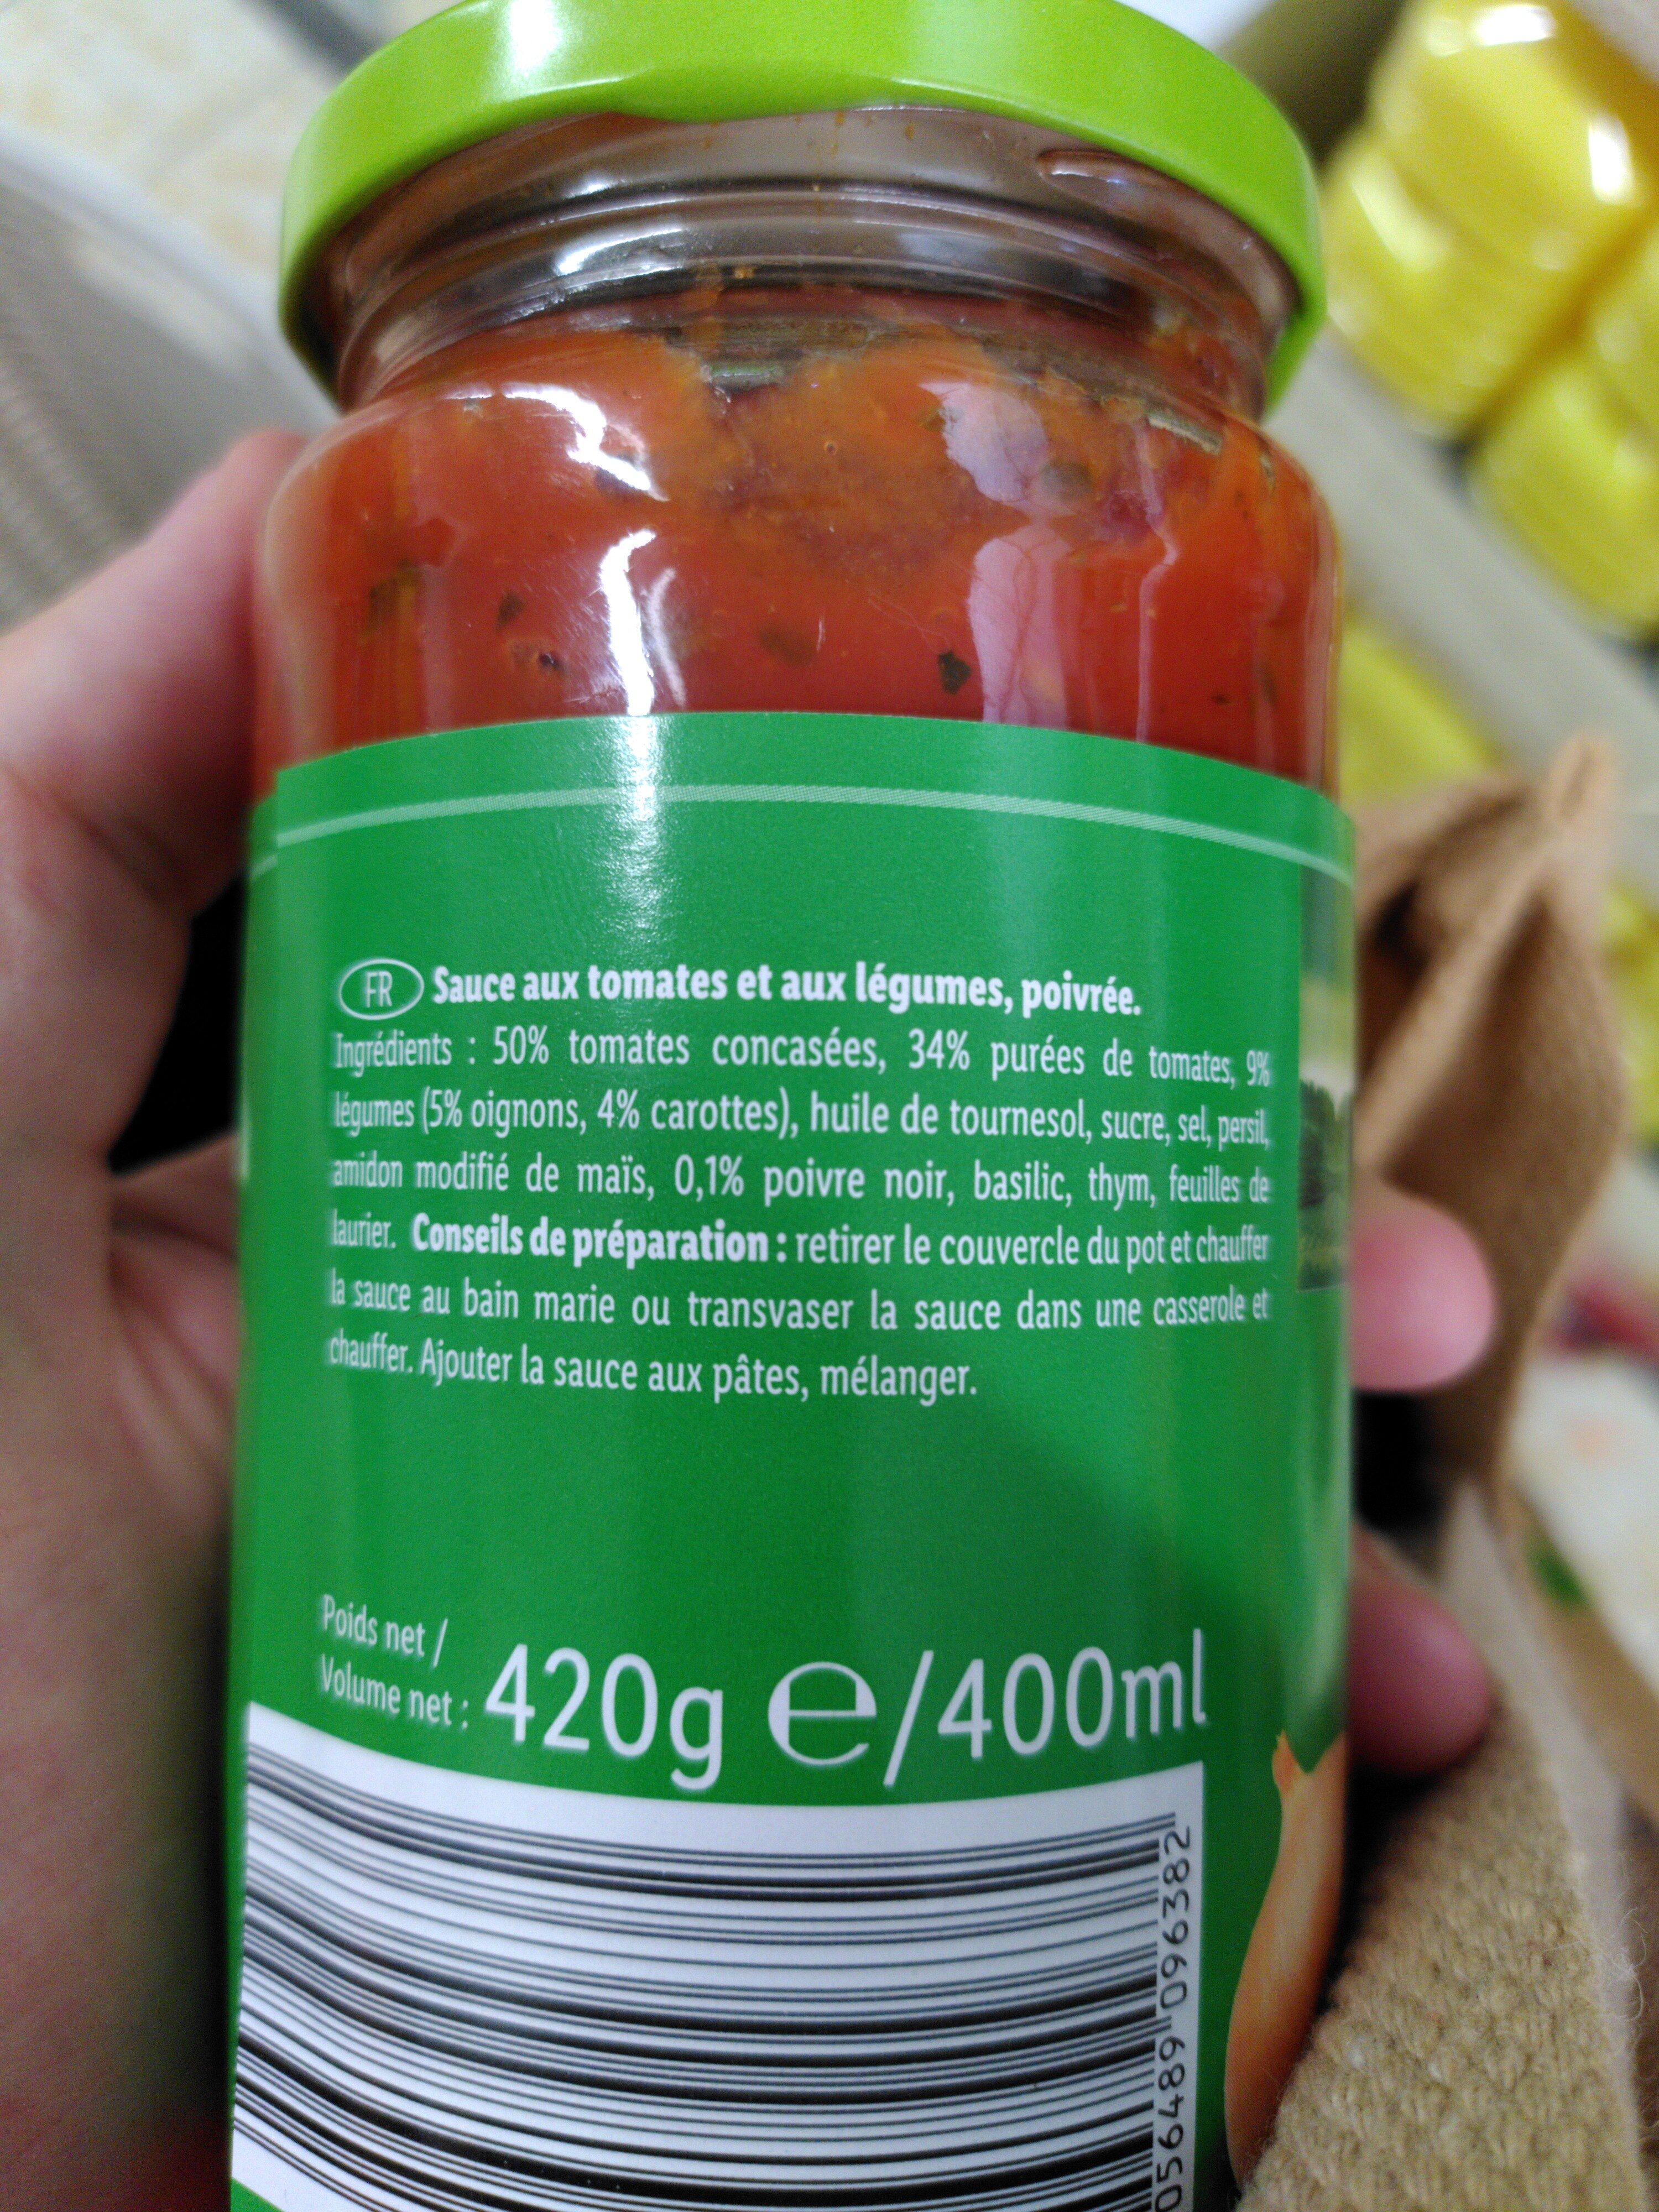 FR Sauce aux tomates et aux légumes, poivrée.
Ingrédients : 50% tomates concasées, 34% purées de tomates, 9%
légumes (5% oignons, 4% carottes), huile de tournesol, sucre, sel, persil,
amidon modifié de maïs, 0,1% poivre noir, basilic, thym, feuilles de
laurier. Conseils de préparation : retirer le couvercle du pot et chauffer
la sauce au bain marie ou transvaser la sauce dans une casserole et
chauffer. Ajouter la sauce aux pâtes, mélanger.
Poids net /
Volume net : 420g e/400ml
056489 096382